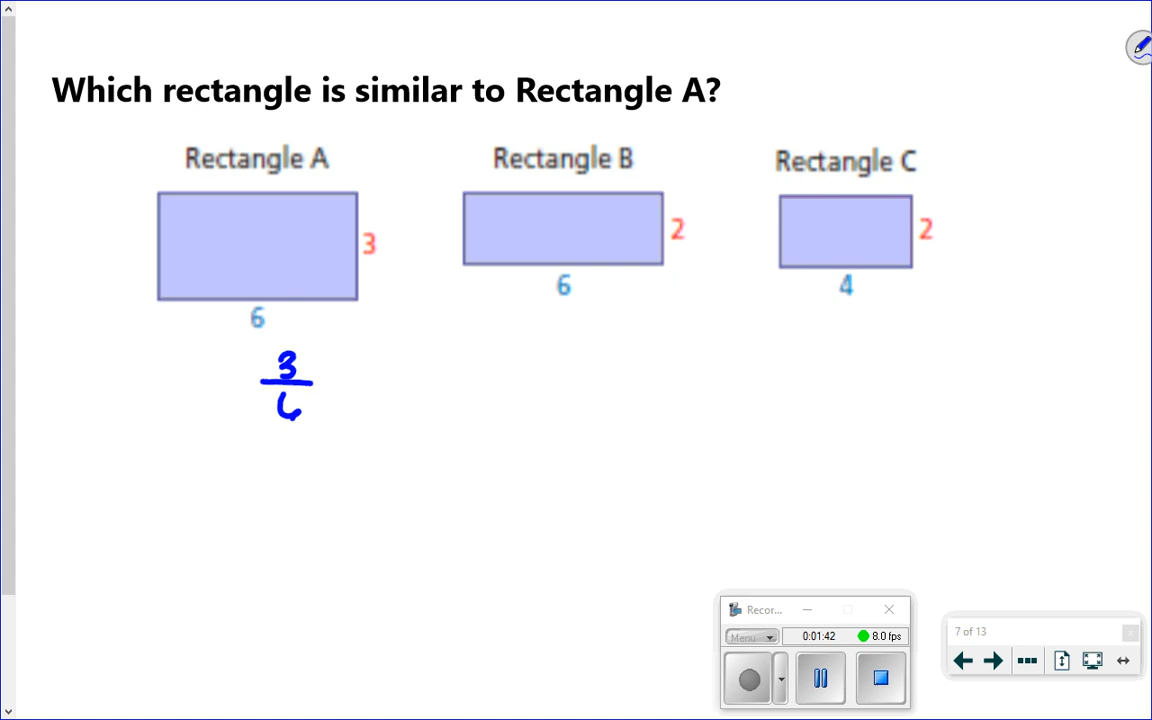 Which rectangle is similar to Rectangle A?
Rectangle A
Rectangle B
Rectangle C
3
2
2
6
6
4
3
6
Recor...
Menu
0:01:42
8.0 fps
7 of 13